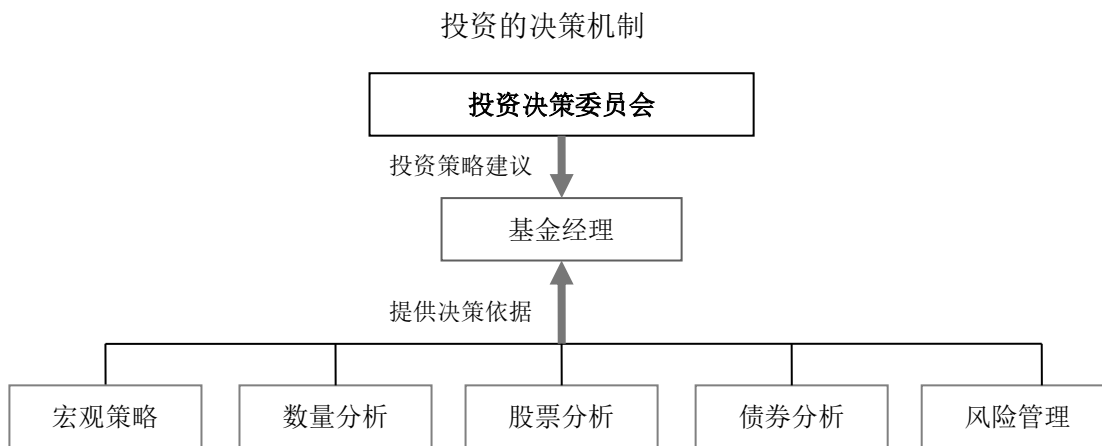 投资的决策机制
投资决策委员会
投资策略建议
基金经理
提供决策依据
宏观策略
数量分析
股票分析
债券分析
风险管理